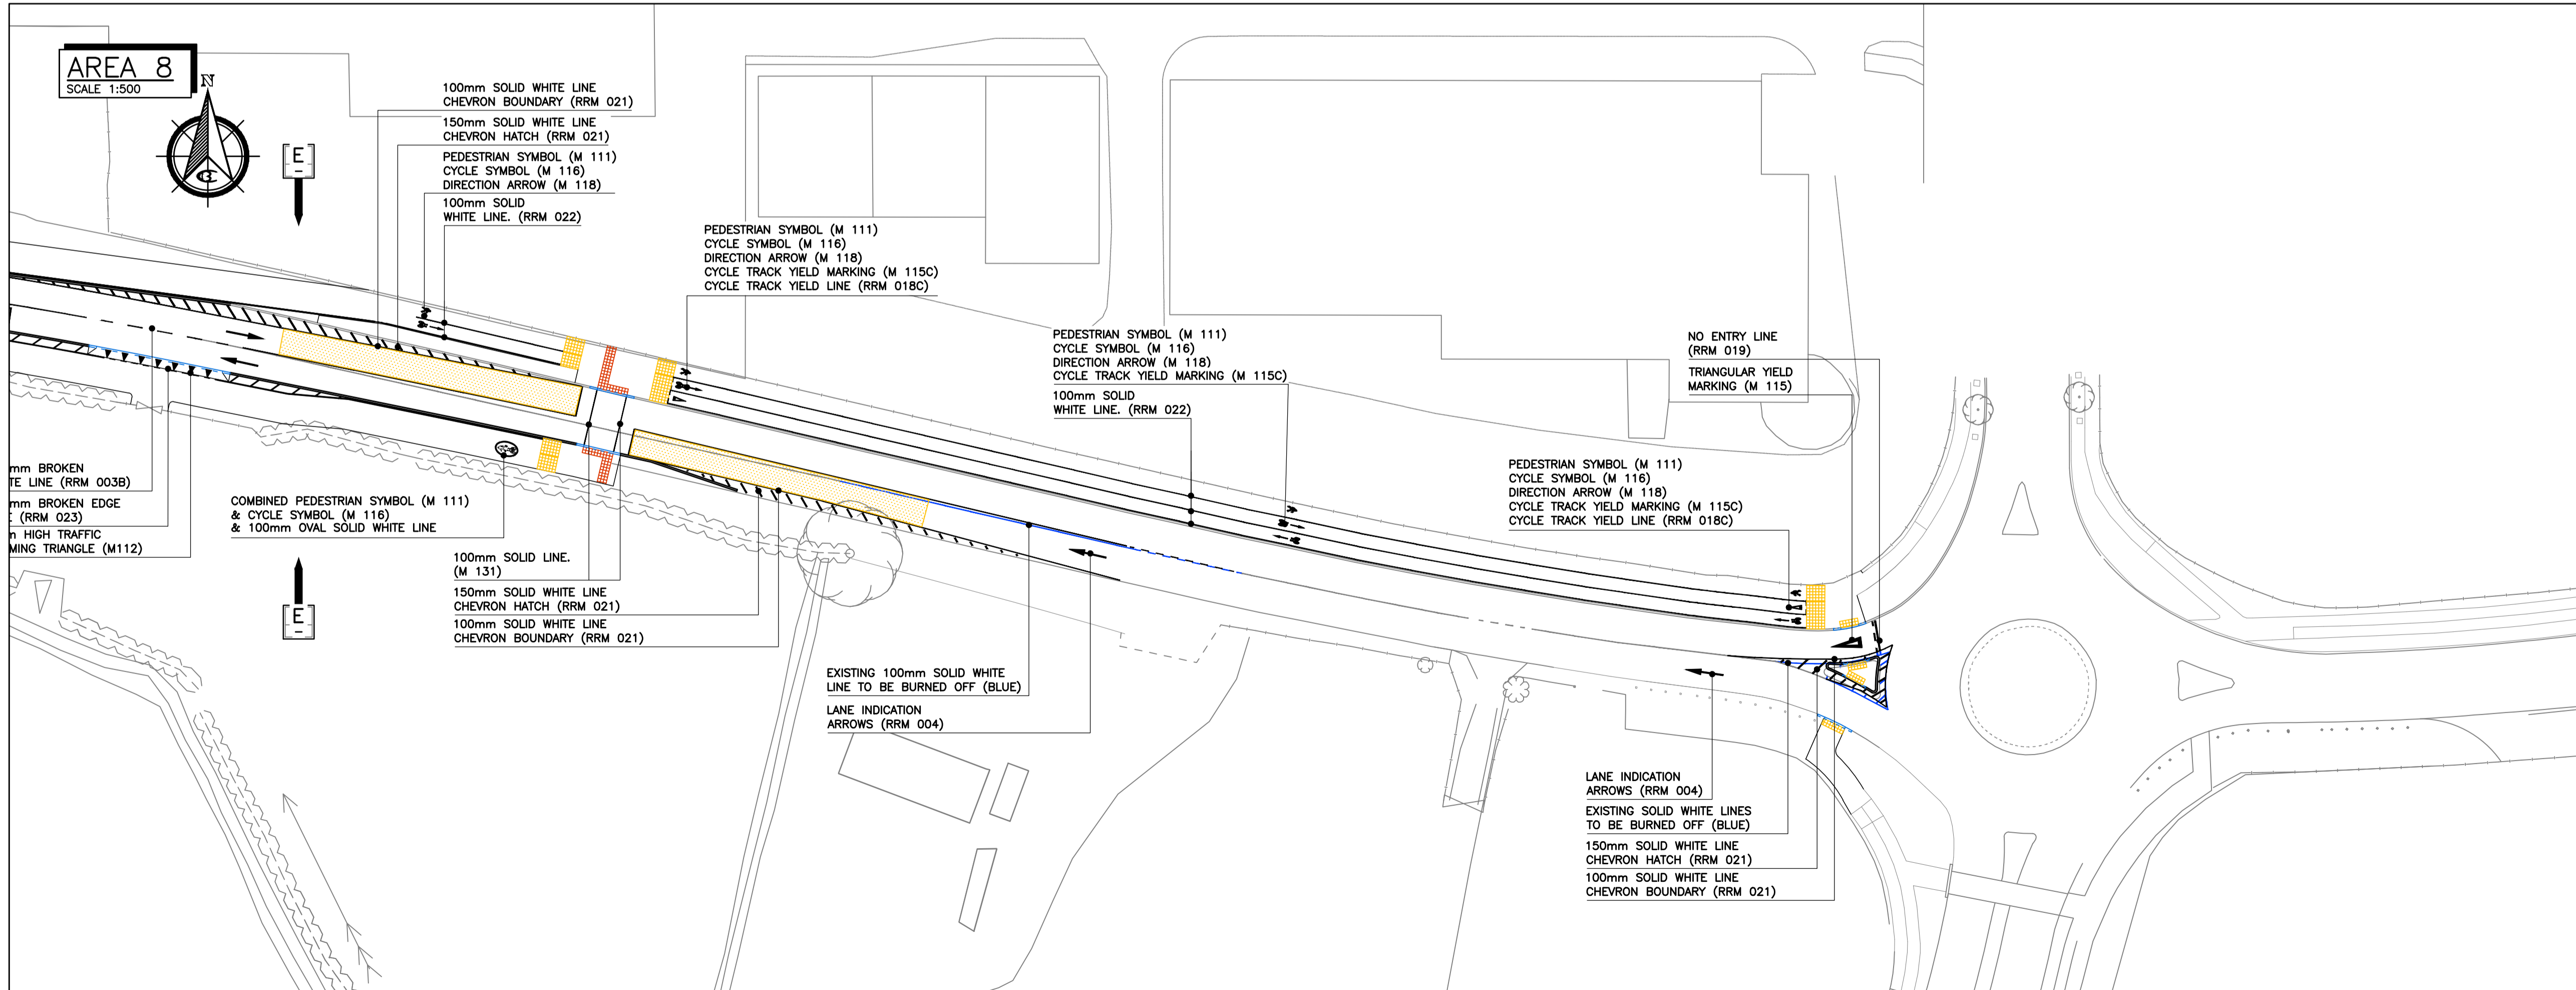 AREA 8
SCALE 1:500
N
E
100mm SOLID WHITE LINE
CHEVRON BOUNDARY (RRM 021)
150mm SOLID WHITE LINE
CHEVRON HATCH (RRM 021)
PEDESTRIAN SYMBOL (M 111)
CYCLE SYMBOL (M 116)
DIRECTION ARROW (M 118)
100mm SOLID
WHITE LINE. (RRM 022)
PEDESTRIAN SYMBOL (M 111)
CYCLE SYMBOL (M 116)
DIRECTION ARROW (M 118)
CYCLE TRACK YIELD MARKING (M 115C)
CYCLE TRACK YIELD LINE (RRM 018C)
PEDESTRIAN SYMBOL (M 111)
CYCLE SYMBOL (M 116)
DIRECTION ARROW (M 118)
CYCLE TRACK YIELD MARKING (M 115C)
100mm SOLID
WHITE LINE. (RRM 022)
NO ENTRY LINE
(RRM 019)
TRIANGULAR YIELD
MARKING (M 115)
PEDESTRIAN SYMBOL (M 111)
CYCLE SYMBOL (M 116)
DIRECTION ARROW (M 118)
CYCLE TRACK YIELD MARKING (M 115C)
CYCLE TRACK YIELD LINE (RRM 018C)
mm BROKEN
TE LINE (RRM 003B)
mm BROKEN EDGE
(RRM 023)
HIGH TRAFFIC
MING TRIANGLE (M112)
COMBINED PEDESTRIAN SYMBOL (M 111)
& CYCLE SYMBOL (M 116)
& 100mm OVAL SOLID WHITE LINE
E
100mm SOLID LINE.
(M 131)
150mm SOLID WHITE LINE
CHEVRON HATCH (RRM 021)
100mm SOLID WHITE LINE
CHEVRON BOUNDARY (RRM 021)
EXISTING 100mm SOLID WHITE
LINE TO BE BURNED OFF (BLUE)
LANE INDICATION
ARROWS (RRM 004)
LANE INDICATION
ARROWS (RRM 004)
EXISTING SOLID WHITE LINES
TO BE BURNED OFF (BLUE)
150mm SOLID WHITE LINE
CHEVRON HATCH (RRM 021)
100mm SOLID WHITE LINE
CHEVRON BOUNDARY (RRM 021)